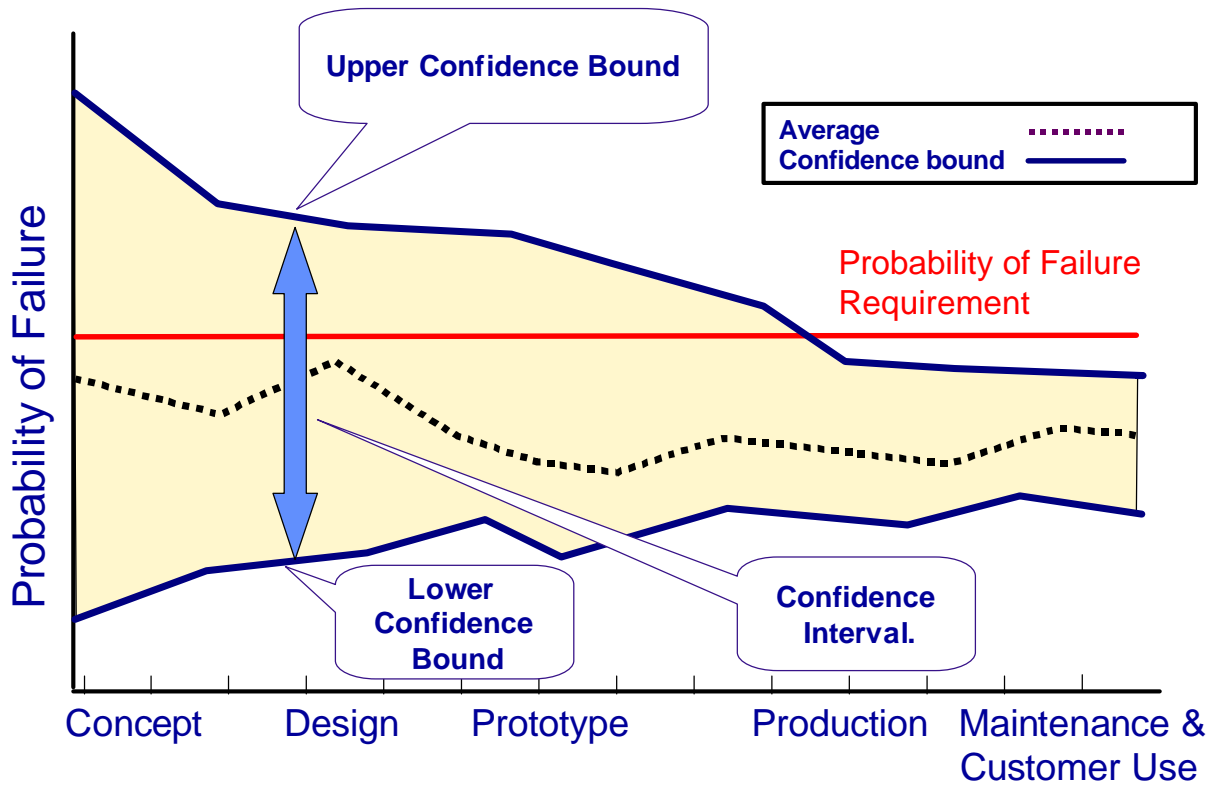 Upper Confidence Bound
Average
Confidence bound
Probability of Failure
Requirement
Probability of Failure
Lower
Confidence
Bound
Confidence
Interval.
Concept
Design
Prototype
Production
Maintenance &
Customer Use